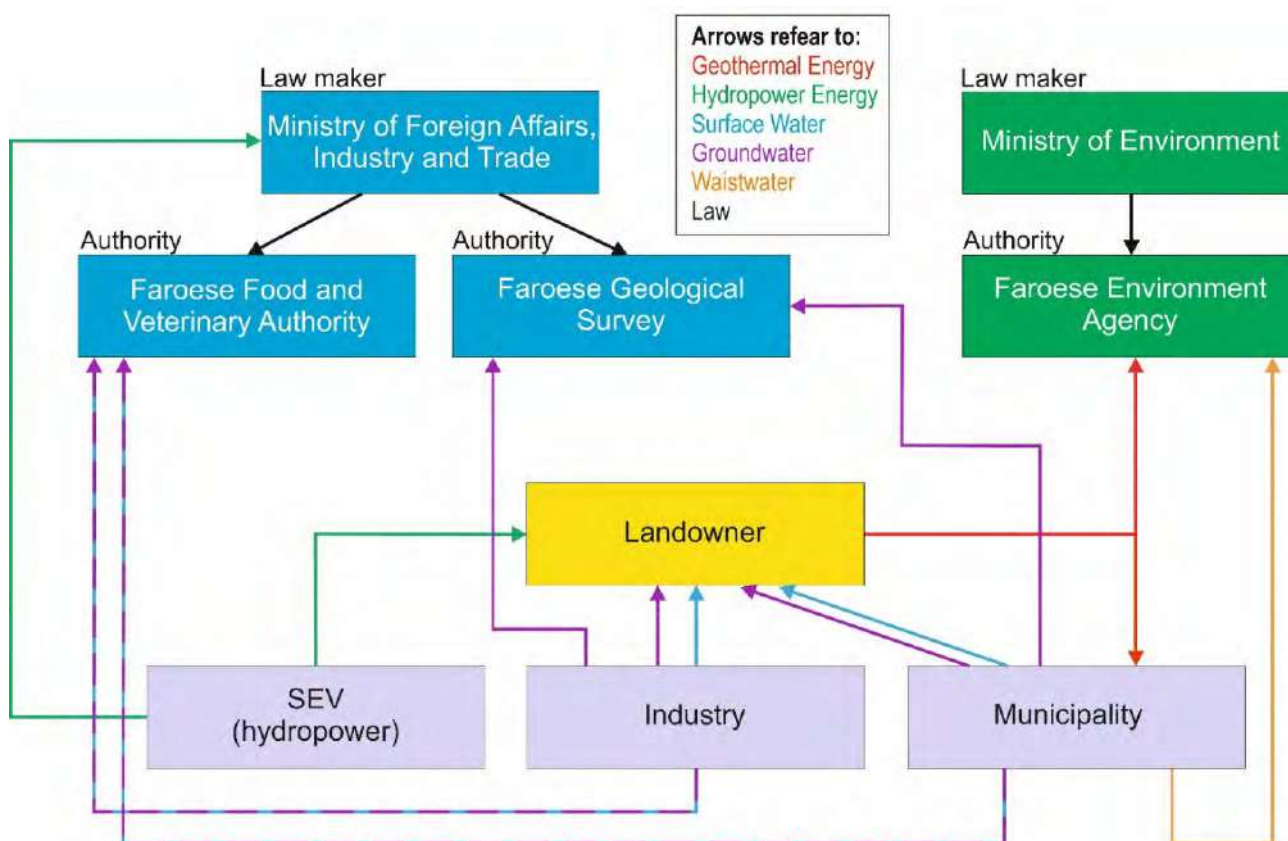 Arrows refear to:
Geothermal Energy
Hydropower Energy
Surface Water
Groundwater
Waistwater
Law
Law maker
Ministry of Foreign Affairs,
Industry and Trade
Law maker
Ministry of Environment
Authority
Faroese Food and
Veterinary Authority
Authority
Faroese Geological
Survey
Authority
Faroese Environment
Agency
Landowner
SEV
(hydropower)
Industry
Municipality